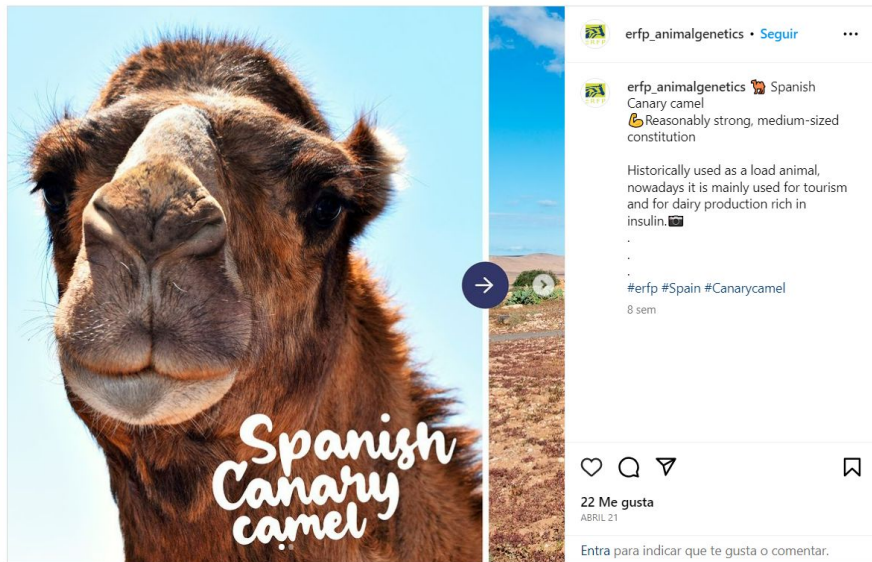 Spanish
Canary
camel
erfp_animalgenetics • Seguir
erfp_animalgenetics 🐪 Spanish
Canary camel
💪Reasonably strong, medium-sized
constitution
Historically used as a load animal,
nowadays it is mainly used for tourism
and for dairy production rich in
insulin.📷
.
.
.
#erfp #Spain #Canarycamel
8 sem
22 Me gusta
ABRIL 21
Entra para indicar que te gusta o comentar.